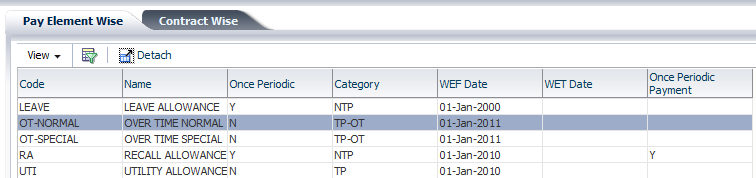 Pay Element Wise Contract Wise
View Detach
Code Name Once Periodic Category WEF Date WET Date Once Periodic Payment
LEAVE LEAVE ALLOWANCE Y NTP 01-Jan-2000
OT-NORMAL OVER TIME NORMAL N TP-OT 01-Jan-2011
OT-SPECIAL OVER TIME SPECIAL N TP-OT 01-Jan-2011
RA RECALL ALLOWANCE Y NTP 01-Jan-2010 Y
UTI UTILITY ALLOWANCE N TP 01-Jan-2010